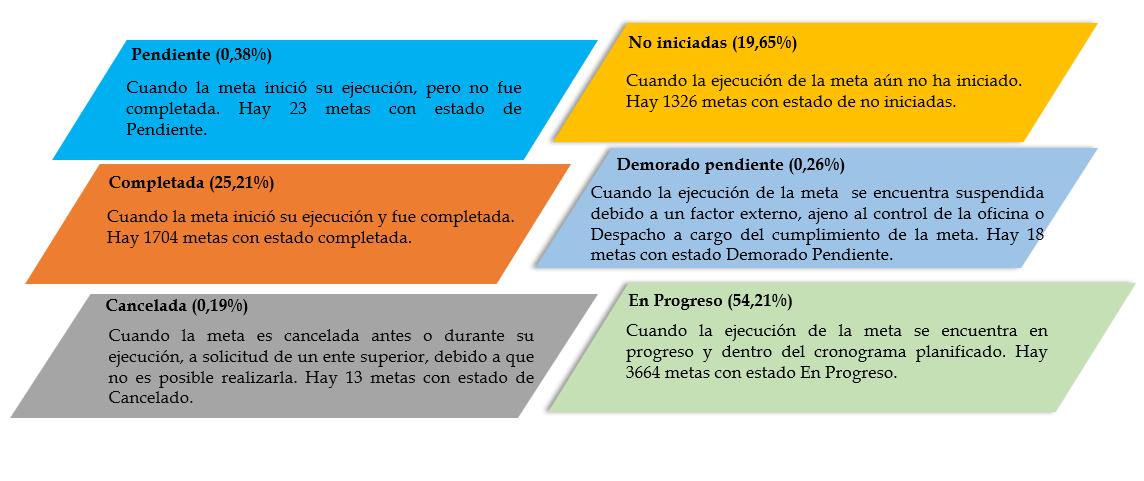 Pendiente (0,38%)
Cuando la meta inició su ejecución, pero no fue
completada. Hay 23 metas con estado de
Pendiente.
No iniciadas (19,65%)
Cuando la ejecución de la meta aún no ha iniciado.
Hay 1326 metas con estado de no iniciadas.
Completada (25,21%)
Cuando la meta inició su ejecución y fue completada.
Hay 1704 metas con estado completada.
Demorado pendiente (0,26%)
Cuando la ejecución de la meta se encuentra suspendida
debido a un factor externo, ajeno al control de la oficina o
Despacho a cargo del cumplimiento de la meta. Hay 18
metas con estado Demorado Pendiente.
Cancelada (0,19%)
Cuando la meta es cancelada antes o durante su
ejecución, a solicitud de un ente superior, debido a que
no es posible realizarla. Hay 13 metas con estado de
Cancelado.
En Progreso (54,21%)
Cuando la ejecución de la meta se encuentra en
progreso y dentro del cronograma planificado. Hay
3664 metas con estado En Progreso.